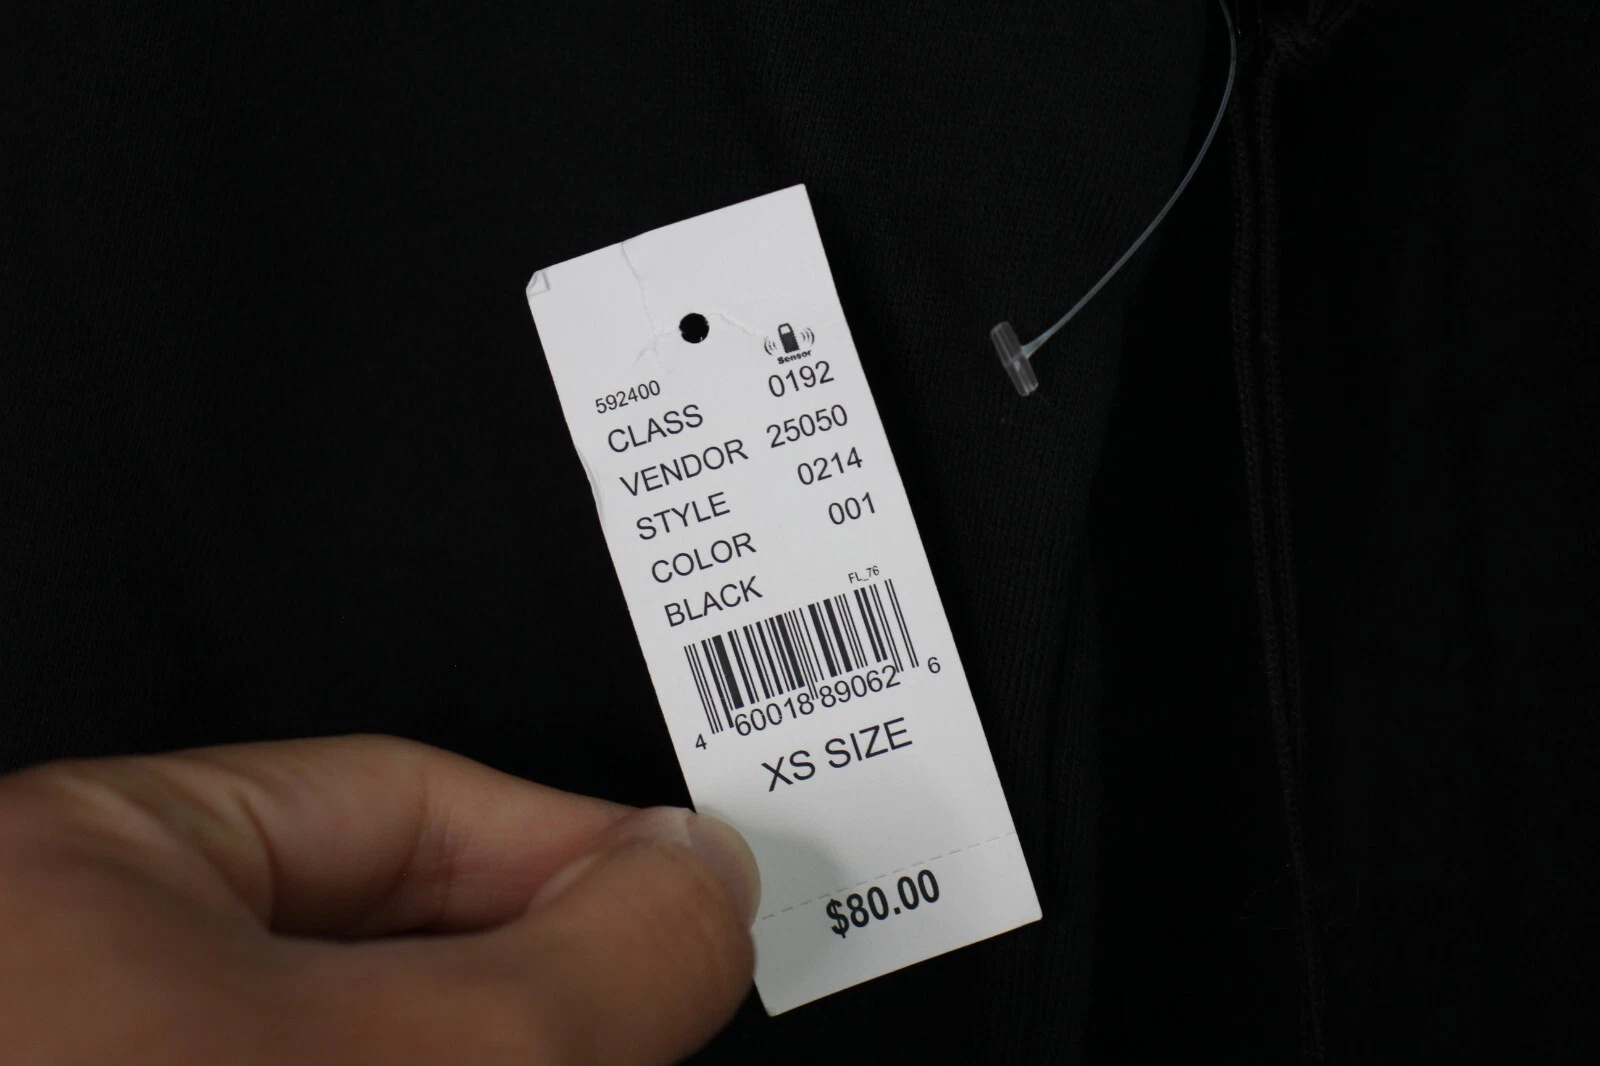 Sensor
592400
CLASS 0192
VENDOR 25050
STYLE 0214
COLOR 001
BLACK
FL_76
4 60018 89062 6
XS SIZE
$80.00